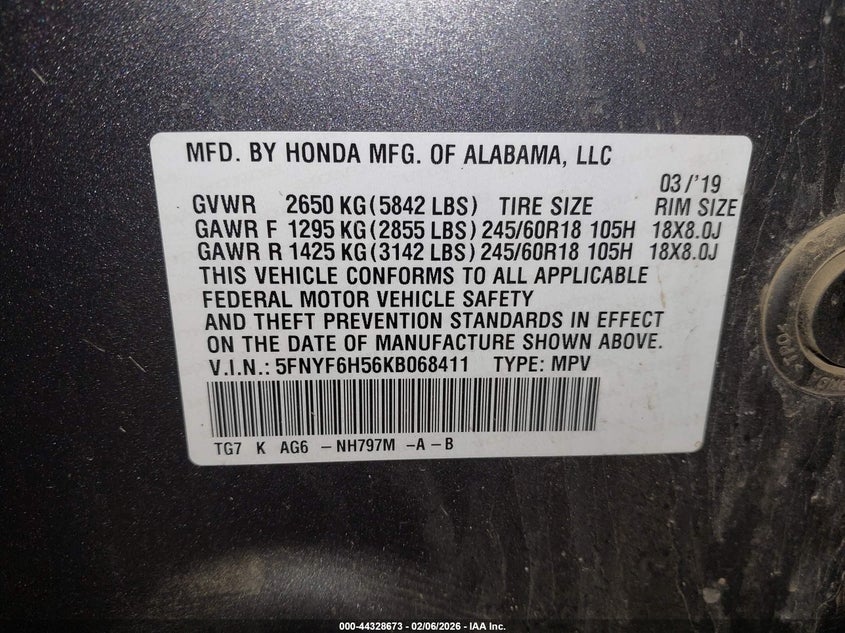 MFD. BY HONDA MFG. OF ALABAMA, LLC
03/'19
GVWR 2650 KG(5842 LBS) TIRE SIZE RIM SIZE
GAWR F 1295 KG(2855 LBS) 245/60R18 105H 18X8.0J
GAWR R 1425 KG(3142 LBS) 245/60R18 105H 18X8.0J
THIS VEHICLE CONFORMS TO ALL APPLICABLE
FEDERAL MOTOR VEHICLE SAFETY
AND THEFT PREVENTION STANDARDS IN EFFECT
ON THE DATE OF MANUFACTURE SHOWN ABOVE.
V.I.N.: 5FNYF6H56KB068411 TYPE: MPV
TG7 K AG6 -NH797M -A -B
000-44328673 - 02/06/2026 - IAA Inc.